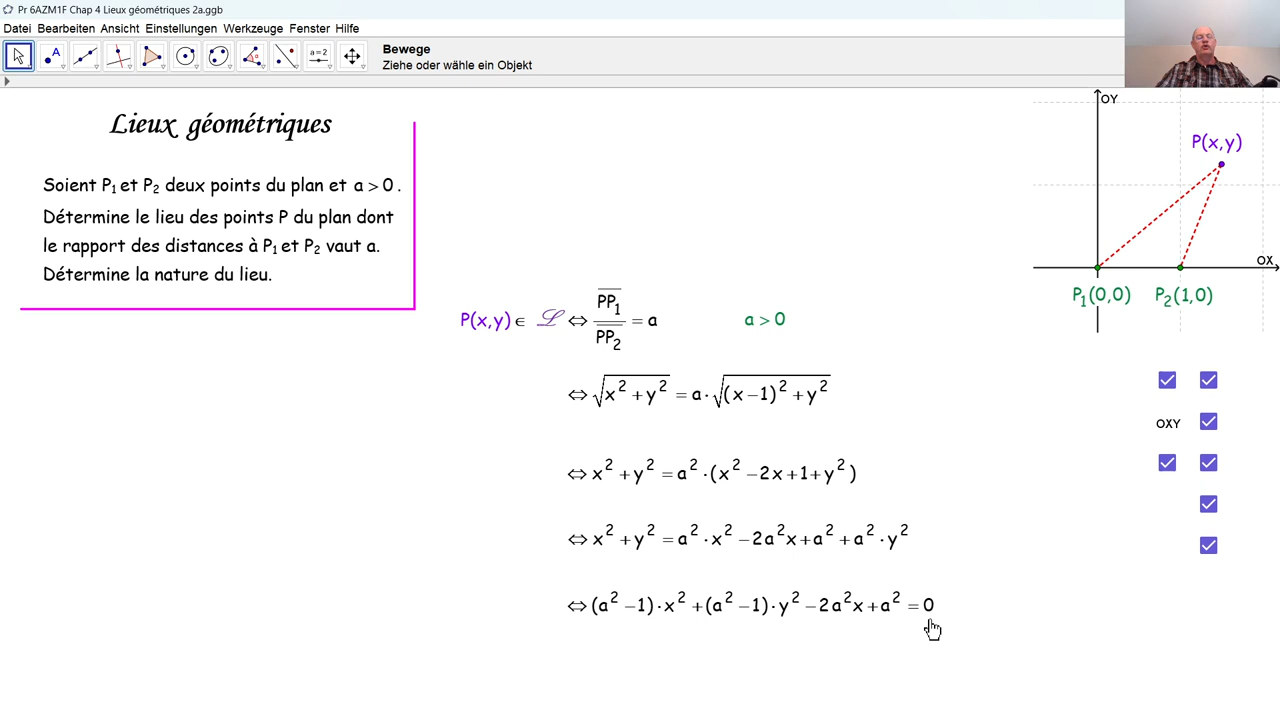 Pr 6AZM1F Chap 4 Lieux géométriques 2a.ggb
Datei Bearbeiten Ansicht Einstellungen Werkzeuge Fenster Hilfe
A
a=2
Bewege
Ziehe oder wähle ein Objekt
Lieux géométriques
Soient P₁ et P₂ deux points du plan et a > 0 .
Détermine le lieu des points P du plan dont
le rapport des distances à P₁ et P₂ vaut a.
Détermine la nature du lieu.
OY
P(x,y)
OX
P₁(0,0) P₂(1,0)
P(x,y) ∈ ℒ ⇔ PP₁/PP₂ = a a > 0
⇔ √(x² + y²) = a · √((x−1)² + y²)
⇔ x² + y² = a² · (x² − 2x + 1 + y²)
OXY
⇔ x² + y² = a² · x² − 2a²x + a² + a² · y²
⇔ (a² − 1) · x² + (a² − 1) · y² − 2a²x + a² = 0